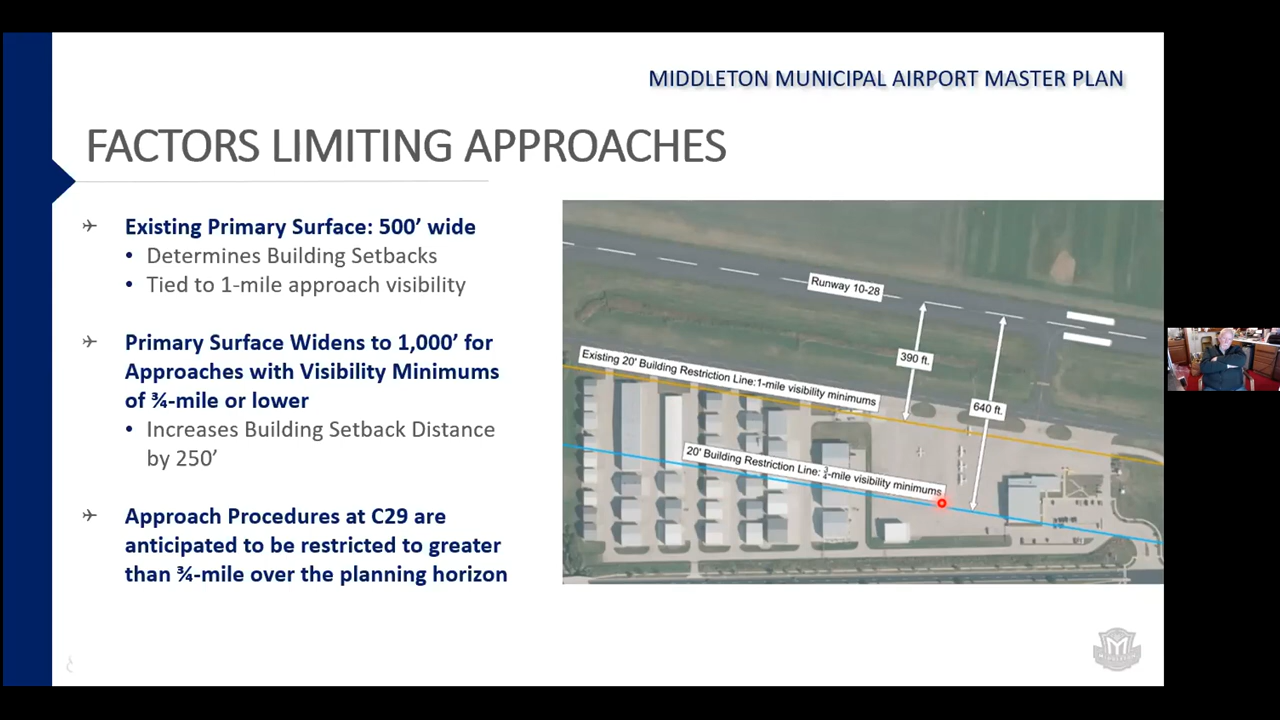 MIDDLETON MUNICIPAL AIRPORT MASTER PLAN
FACTORS LIMITING APPROACHES
Existing Primary Surface: 500’ wide
• Determines Building Setbacks
• Tied to 1-mile approach visibility
Primary Surface Widens to 1,000’ for
Approaches with Visibility Minimums
of ¾-mile or lower
• Increases Building Setback Distance
by 250’
Approach Procedures at C29 are
anticipated to be restricted to greater
than ¾-mile over the planning horizon
Runway 10-28
390 ft.
Existing 20' Building Restriction Line:1-mile visibility minimums
640 ft.
20' Building Restriction Line: ¾-mile visibility minimums
M